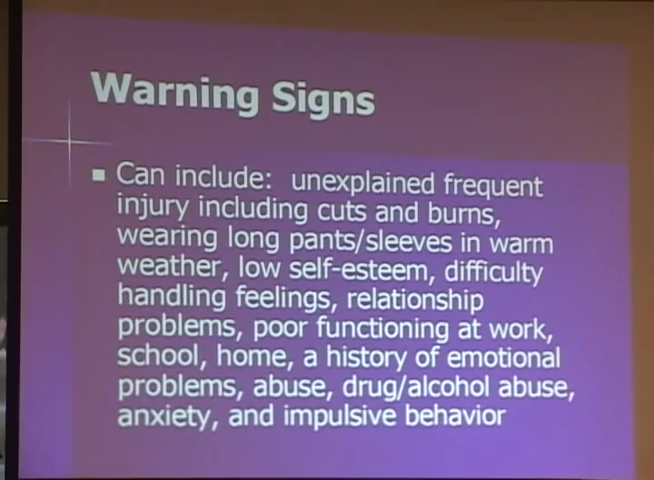 Warning Signs
Can include: unexplained frequent
injury including cuts and burns,
wearing long pants/sleeves in warm
weather, low self-esteem, difficulty
handling feelings, relationship
problems, poor functioning at work,
school, home, a history of emotional
problems, abuse, drug/alcohol abuse,
anxiety, and impulsive behavior